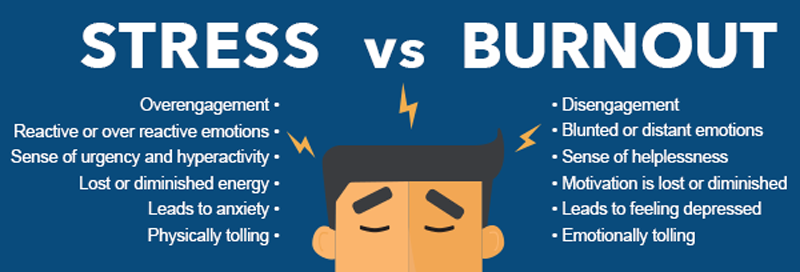 STRESS vs BURNOUT
Overengagement •
Reactive or over reactive emotions •
Sense of urgency and hyperactivity •
Lost or diminished energy •
Leads to anxiety •
Physically tolling •
• Disengagement
• Blunted or distant emotions
• Sense of helplessness
• Motivation is lost or diminished
• Leads to feeling depressed
• Emotionally tolling